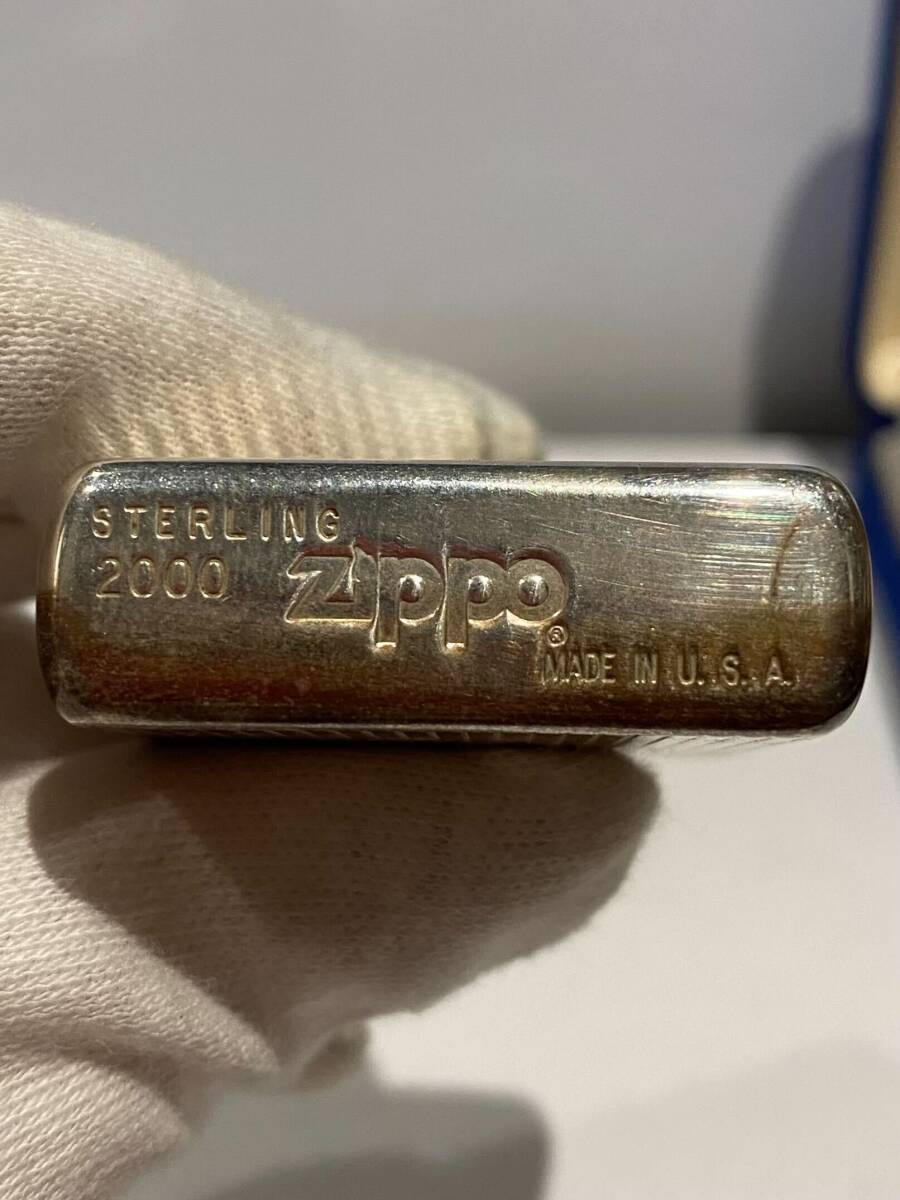 STERLING
2000
Zippo
®
MADE IN U.S.A.